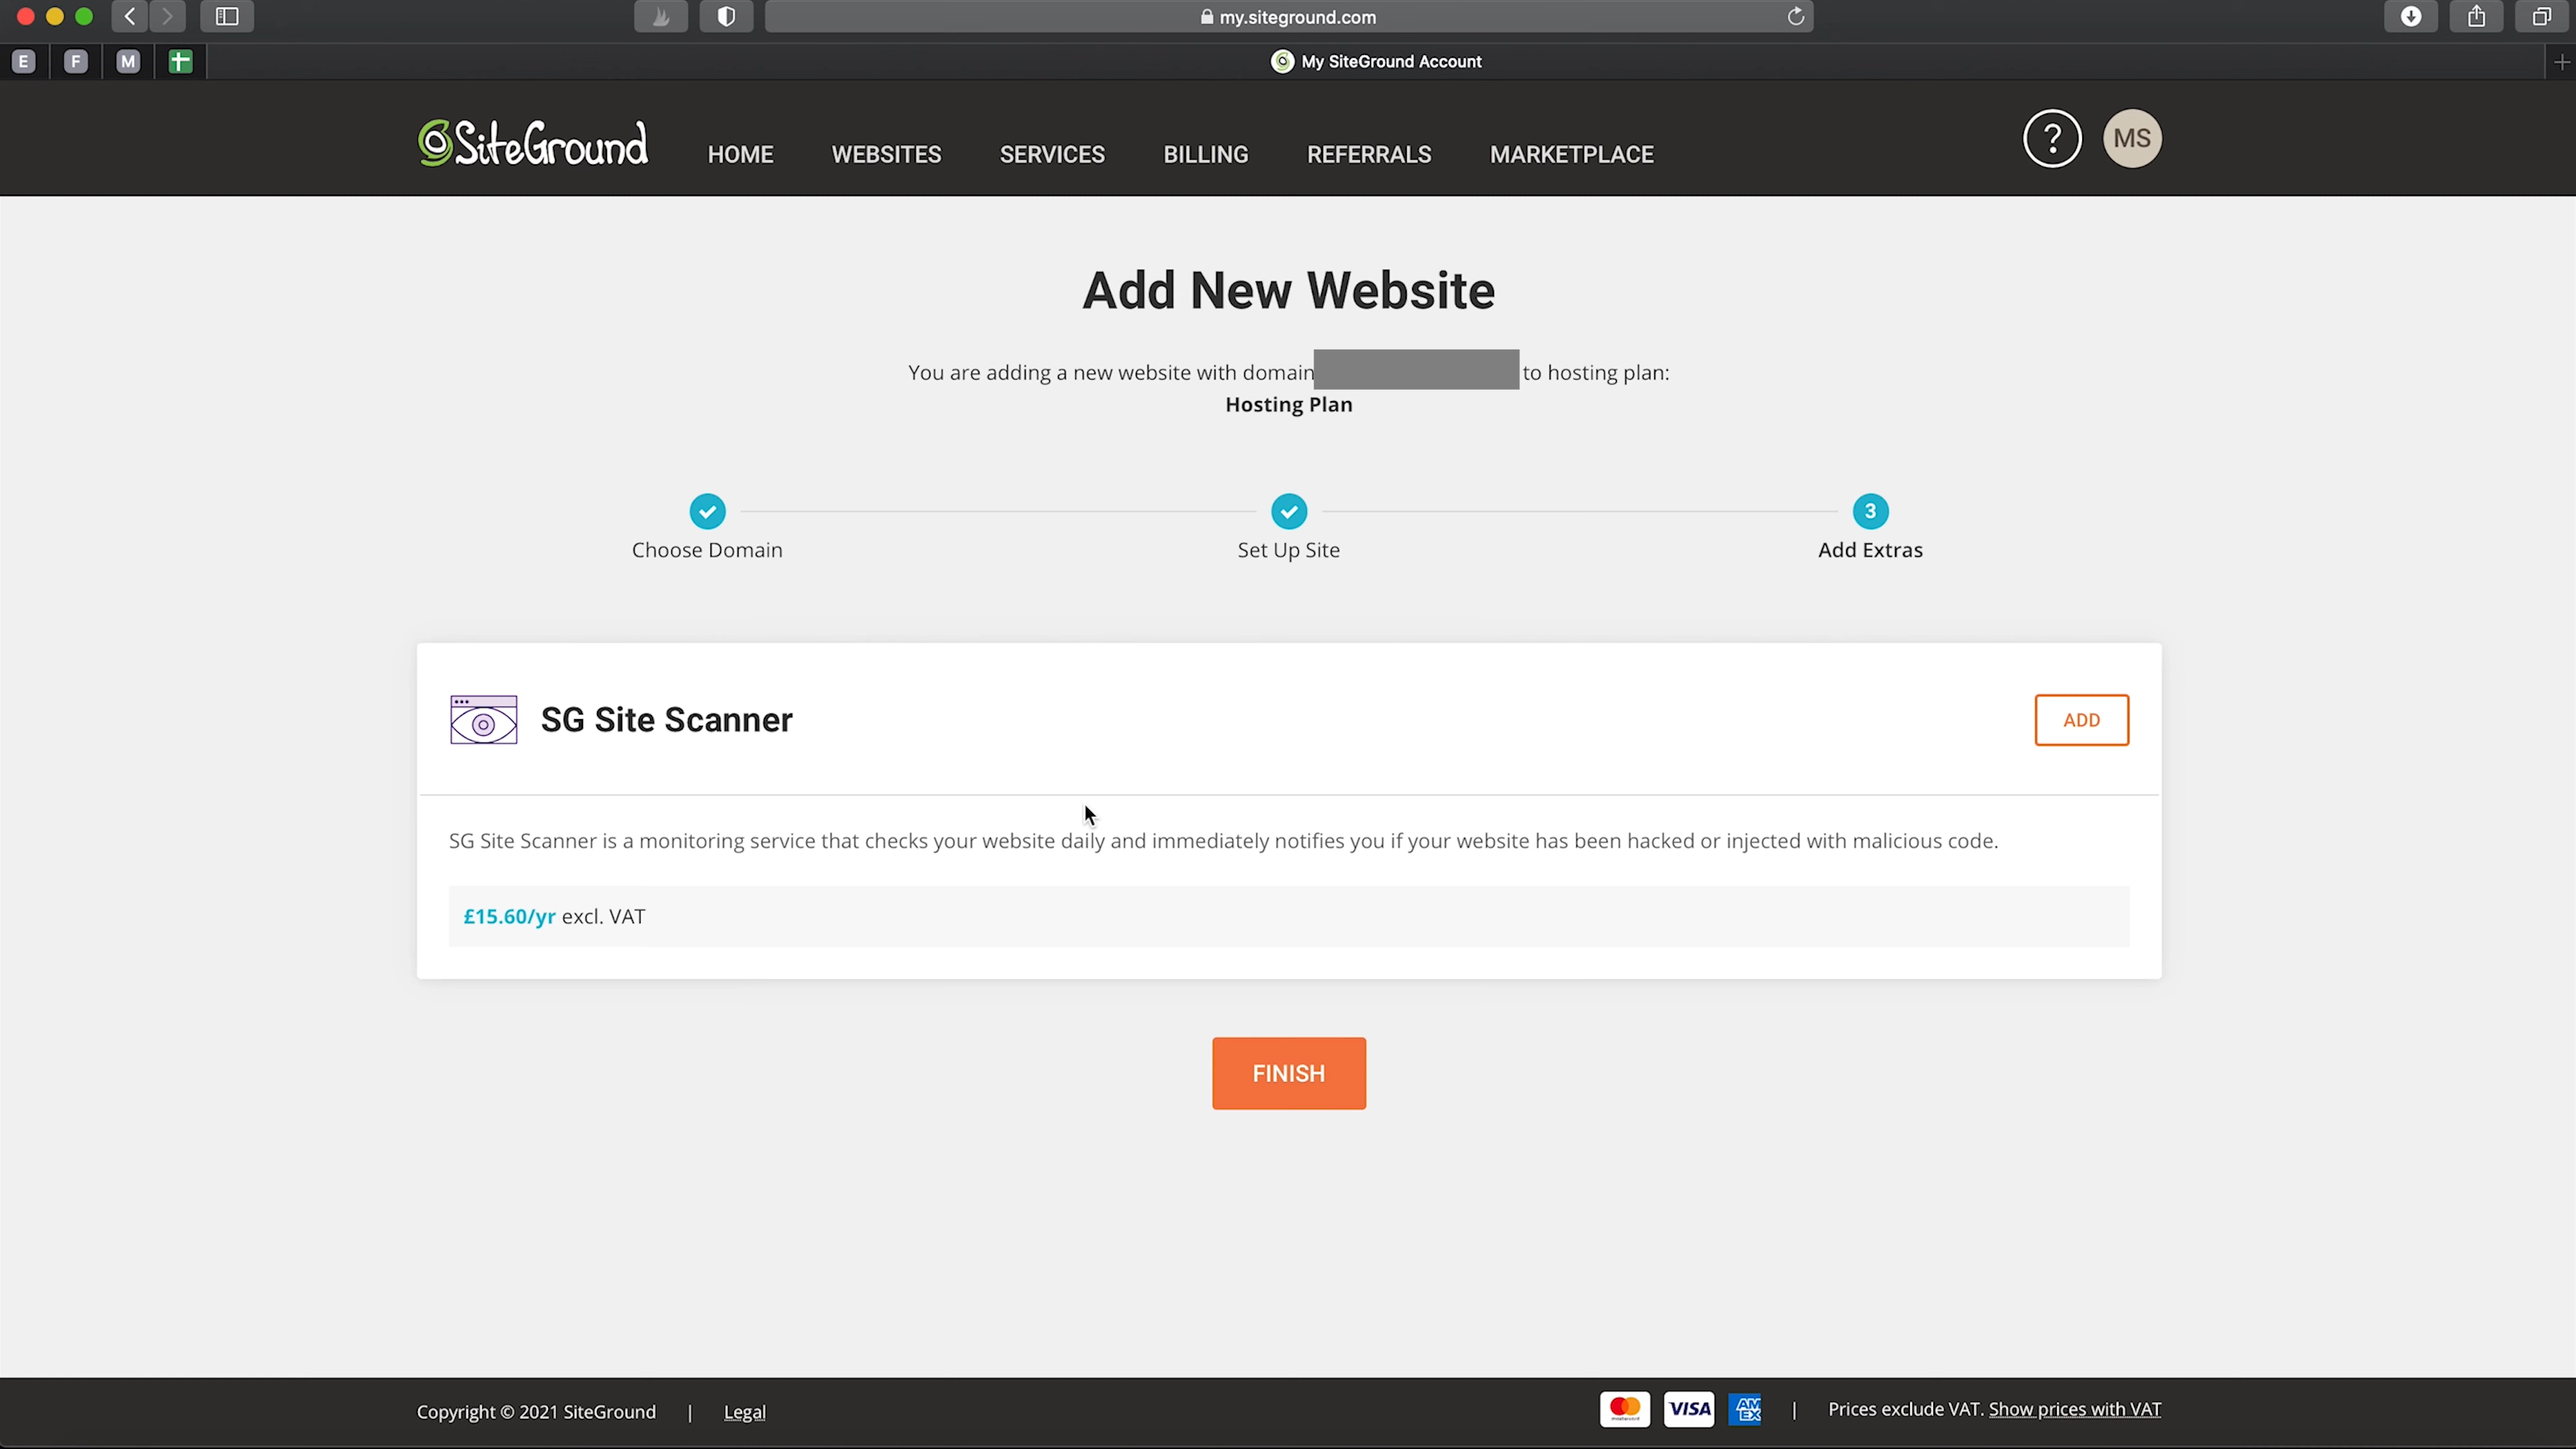 my.siteground.com
E F M My SiteGround Account
SiteGround HOME WEBSITES SERVICES BILLING REFERRALS MARKETPLACE ? MS
Add New Website
You are adding a new website with domain to hosting plan:
Hosting Plan
3
Choose Domain Set Up Site Add Extras
SG Site Scanner ADD
SG Site Scanner is a monitoring service that checks your website daily and immediately notifies you if your website has been hacked or injected with malicious code.
£15.60/yr excl. VAT
FINISH
Copyright © 2021 SiteGround | Legal VISA AM EX | Prices exclude VAT. Show prices with VAT